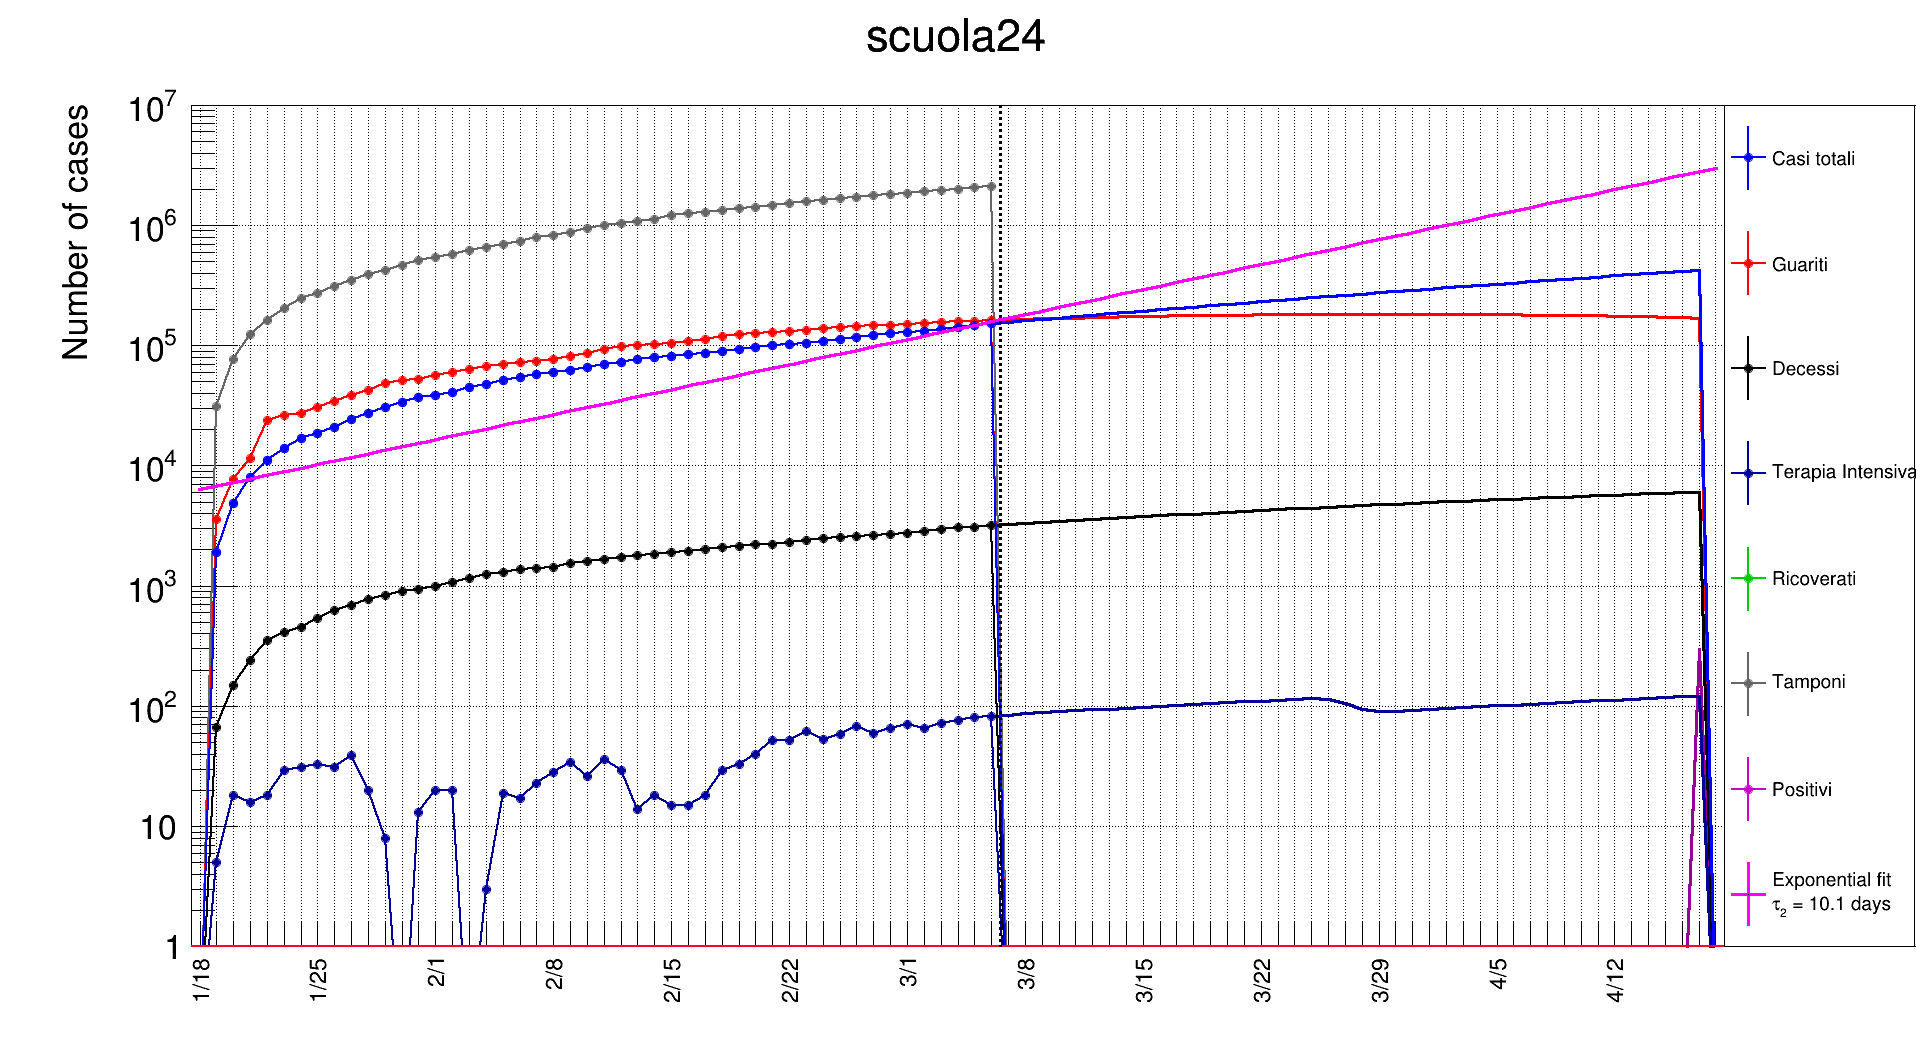 scuola24
Number of cases
10^7
10^6
10^5
10^4
10^3
10^2
10
1
1/18
1/25
2/1
2/8
2/15
2/22
3/1
3/8
3/15
3/22
3/29
4/5
4/12
Casi totali
Guariti
Decessi
Terapia Intensiva
Ricoverati
Tamponi
Positivi
Exponential fit
τ_2 = 10.1 days